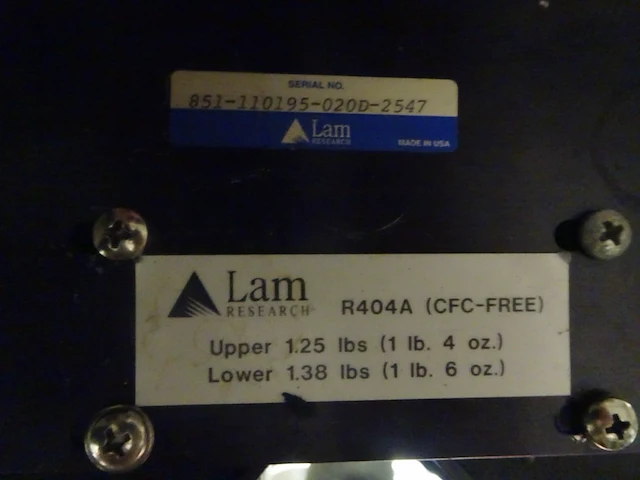 SERIAL NO.
851-110195-020D-2547
Lam
RESEARCH
MADE IN USA
Lam
RESEARCH
R404A (CFC-FREE)
Upper 1.25 lbs (1 lb. 4 oz.)
Lower 1.38 lbs (1 lb. 6 oz.)